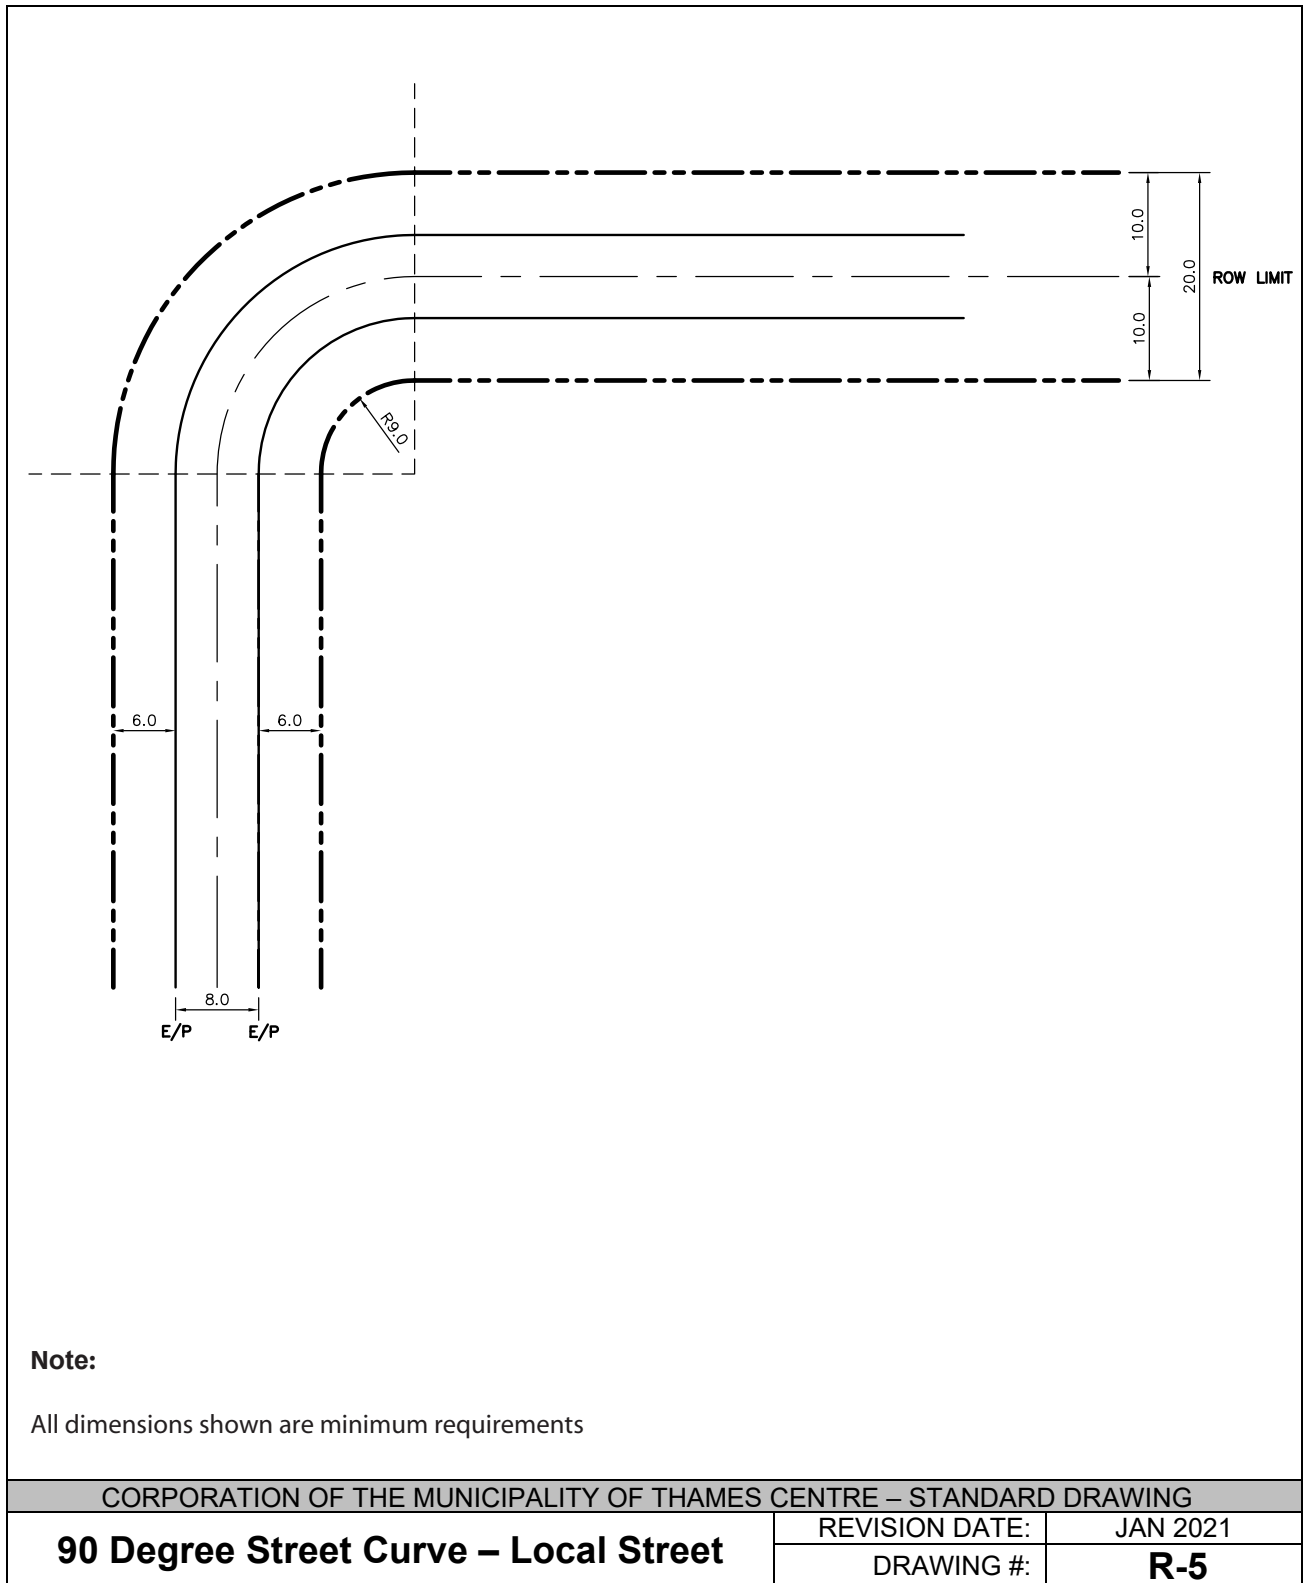 10.0
20.0
ROW LIMIT
10.0
R9.0
6.0
6.0
8.0
E/P
E/P
Note:
All dimensions shown are minimum requirements
CORPORATION OF THE MUNICIPALITY OF THAMES CENTRE – STANDARD DRAWING
90 Degree Street Curve – Local Street
REVISION DATE:
JAN 2021
DRAWING #:
R-5